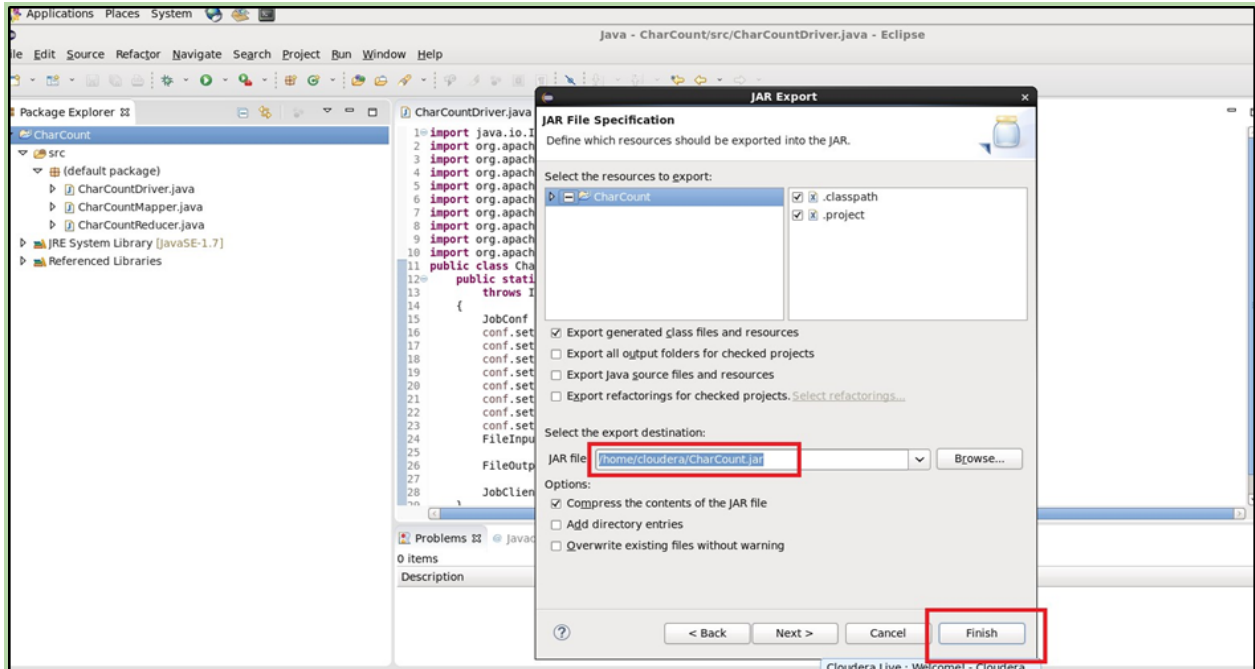 Applications Places System
Java - CharCount/src/CharCountDriver.java - Eclipse
ile Edit Source Refactor Navigate Search Project Run Window Help
Package Explorer
CharCount
src
(default package)
CharCountDriver.java
CharCountMapper.java
CharCountReducer.java
JRE System Library [JavaSE-1.7]
Referenced Libraries
CharCountDriver.java
1 import java.io.I
2 import org.apach
3 import org.apach
4 import org.apach
5 import org.apach
6 import org.apach
7 import org.apach
8 import org.apach
9 import org.apach
10 import org.apach
11 public class Cha
12 public stati
13 throws I
14 {
15 JobConf
16 conf.set
17 conf.set
18 conf.set
19 conf.set
20 conf.set
21 conf.set
22 conf.set
23 conf.set
24 FileInpu
25
26 FileOutp
27
28 JobClien
29 }
Problems Javad
0 items
Description
JAR Export
JAR File Specification
Define which resources should be exported into the JAR.
Select the resources to export:
CharCount
.classpath
.project
Export generated class files and resources
Export all output folders for checked projects
Export Java source files and resources
Export refactorings for checked projects. Select refactorings...
Select the export destination:
JAR file: /home/cloudera/CharCount.jar
Browse...
Options:
Compress the contents of the JAR file
Add directory entries
Overwrite existing files without warning
< Back Next > Cancel Finish
Cloudera Live : Welcome! - Cloudera